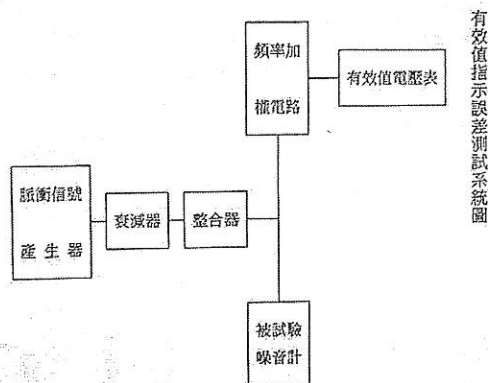 有效值指示誤差測試系統圖
頻率加
權電路
有效值電壓表
脈衝信號
產生器
衰減器
整合器
被試驗
噪音計